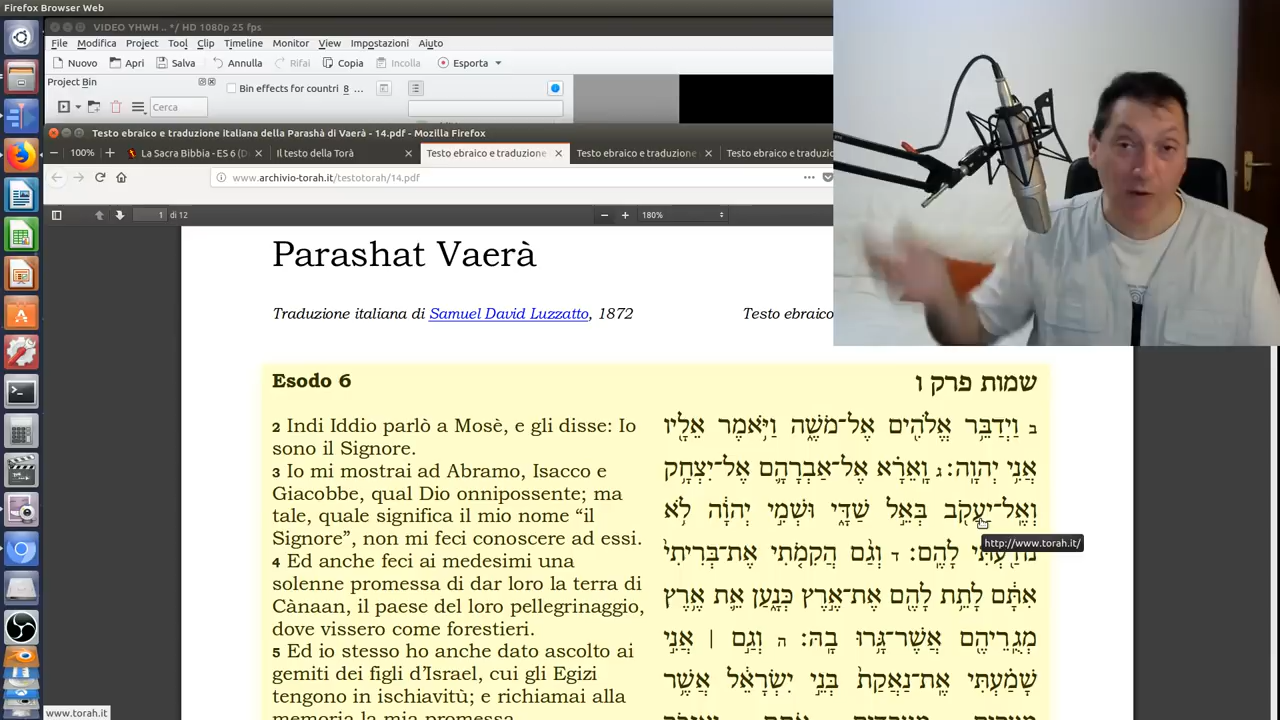 Firefox Browser Web
VIDEO YHWH .. */ HD 1080p 25 fps
File Modifica Project Tool Clip Timeline Monitor View Impostazioni Aiuto
Nuovo Apri Salva Annulla Rifai Copia Incolla Esporta
Project Bin
Bin effects for countri 8 ...
Cerca
Testo ebraico e traduzione italiana della Parashà di Vaerà - 14.pdf - Mozilla Firefox
100% La Sacra Bibbia - ES 6 (D Il testo della Torà Testo ebraico e traduzione Testo ebraico e traduzione Testo ebraico e traduzione
www.archivio-torah.it/testotorah/14.pdf
1 di 12 180%
Parashat Vaerà
Traduzione italiana di Samuel David Luzzatto, 1872
Testo ebraico
Esodo 6
2 Indi Iddio parlò a Mosè, e gli disse: Io
sono il Signore.
3 Io mi mostrai ad Abramo, Isacco e
Giacobbe, qual Dio onnipossente; ma
tale, quale significa il mio nome “il
Signore”, non mi feci conoscere ad essi.
4 Ed anche feci ai medesimi una
solenne promessa di dar loro la terra di
Cànaan, il paese del loro pellegrinaggio,
dove vissero come forestieri.
5 Ed io stesso ho anche dato ascolto ai
gemiti dei figli d’Israel, cui gli Egizi
tengono in ischiavitù; e richiamai alla
memoria la mia promessa.
שמות פרק ו
ב וַיְדַבֵּ֥ר אֱלֹהִ֖ים אֶל־מֹשֶׁ֑ה וַיֹּ֥אמֶר אֵלָ֖יו
אֲנִ֥י יְהוָֽה׃ ג וָאֵרָ֗א אֶל־אַבְרָהָ֛ם אֶל־יִצְחָ֥ק
וְאֶֽל־יַעֲקֹ֖ב בְּאֵ֣ל שַׁדָּ֑י וּשְׁמִ֣י יְהוָ֔ה לֹ֥א
נוֹדַ֖עְתִּי לָהֶֽם׃ ד וְגַ֨ם הֲקִמֹ֤תִי אֶת־בְּרִיתִי֙
אִתָּ֔ם לָתֵ֥ת לָהֶ֖ם אֶת־אֶ֣רֶץ כְּנָ֑עַן אֵ֛ת אֶ֥רֶץ
מְגֻרֵיהֶ֖ם אֲשֶׁר־גָּ֥רוּ בָֽהּ׃ ה וְגַ֣ם ׀ אֲנִ֣י
שָׁמַ֗עְתִּי אֶֽת־נַאֲקַת֙ בְּנֵ֣י יִשְׂרָאֵ֔ל אֲשֶׁ֥ר
http://www.torah.it/
www.torah.it